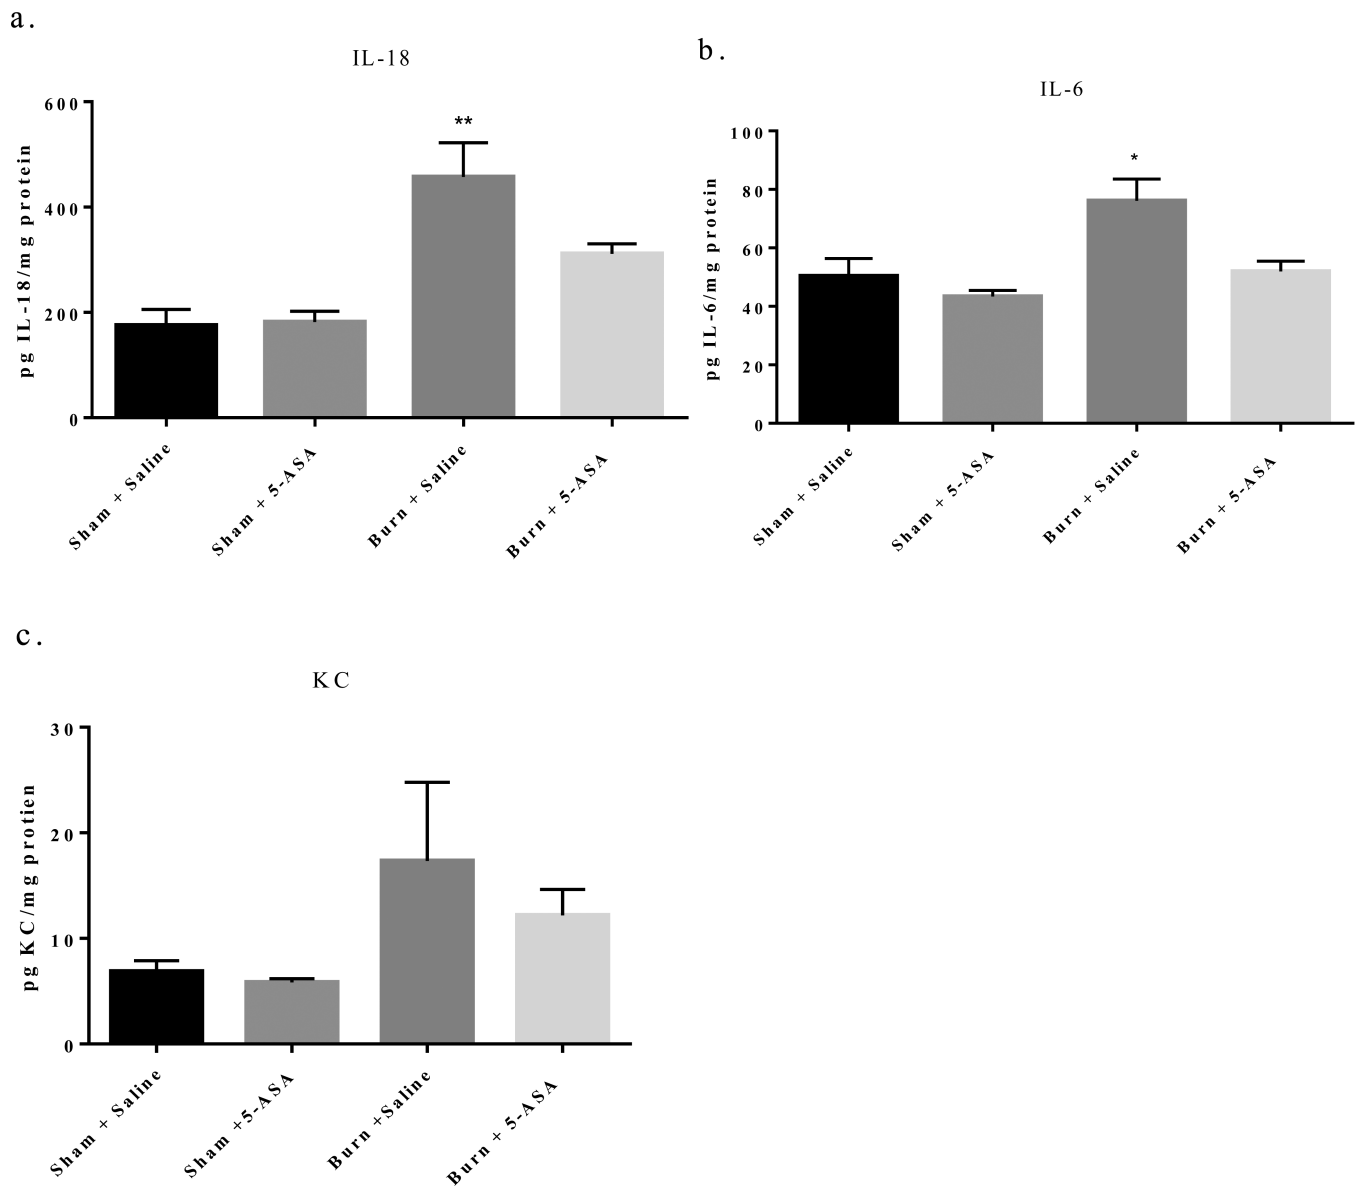 a.
IL-18
600
400
200
0
pg IL-18/mg protein
**
Sham + Saline
Sham + 5-ASA
Burn + Saline
Burn + 5-ASA
b.
IL-6
100
80
60
40
20
0
pg IL-6/mg protein
*
Sham + Saline
Sham + 5-ASA
Burn + Saline
Burn + 5-ASA
c.
KC
30
20
10
0
pg KC/mg protien
Sham + Saline
Sham +5-ASA
Burn +Saline
Burn + 5-ASA